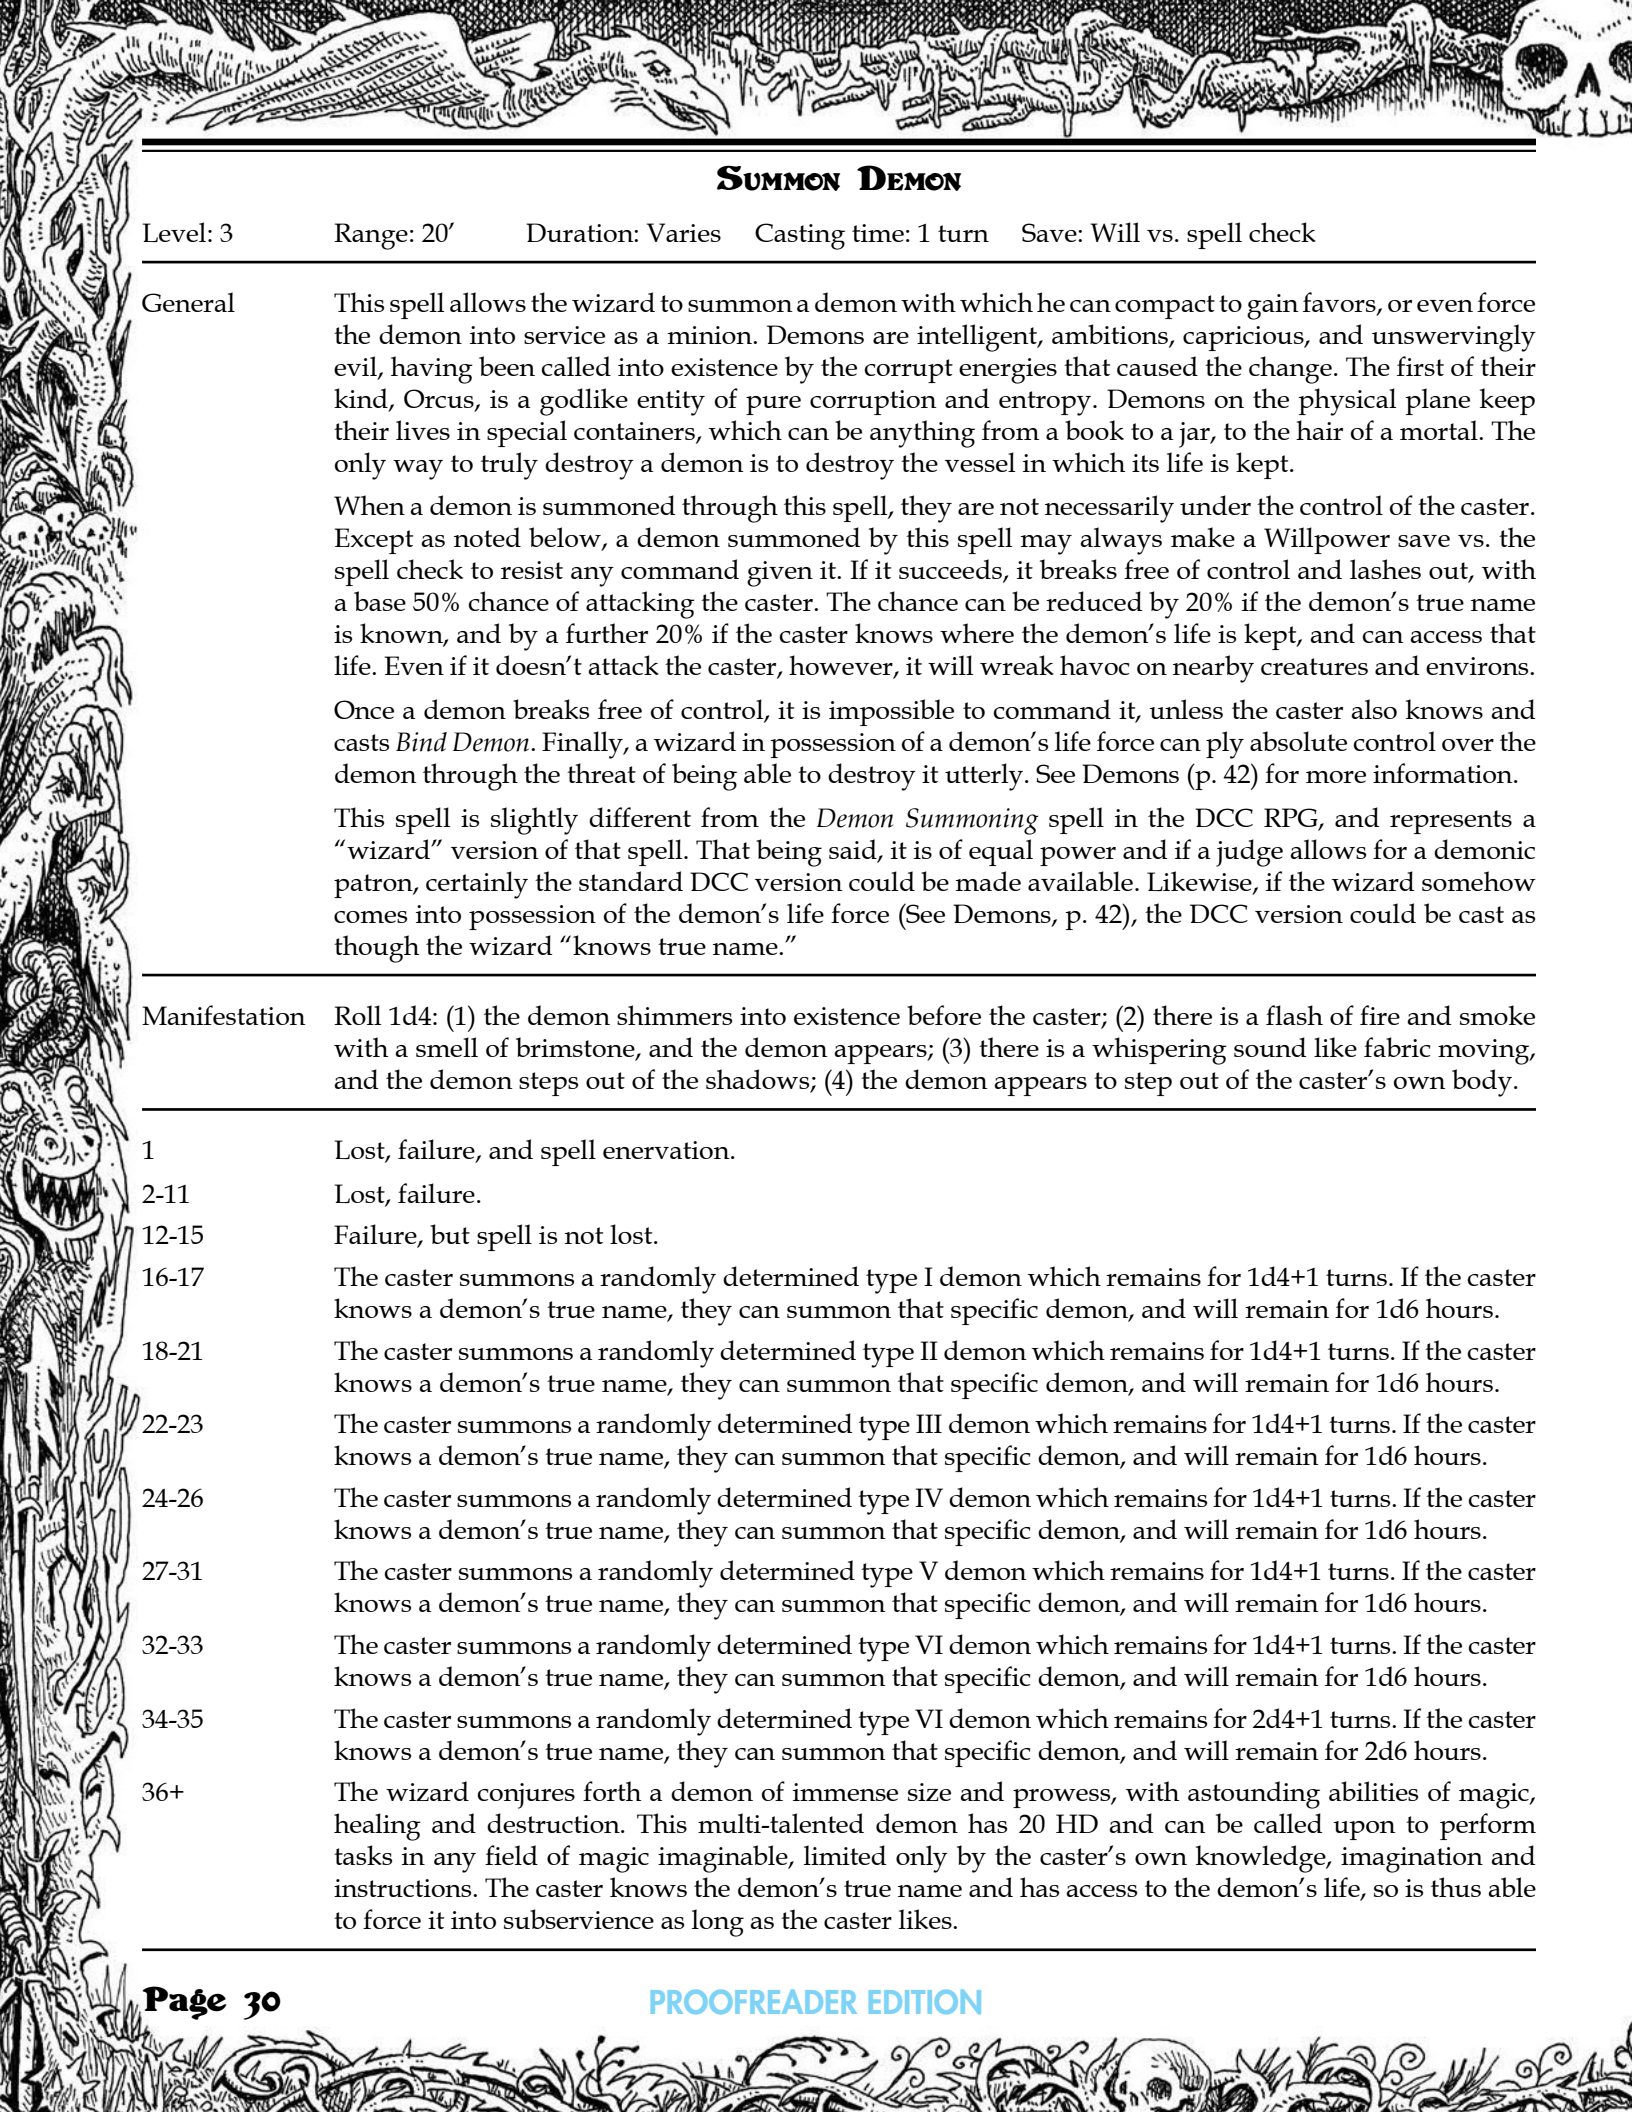 Summon Demon
Level: 3 Range: 20′ Duration: Varies Casting time: 1 turn Save: Will vs. spell check
General This spell allows the wizard to summon a demon with which he can compact to gain favors, or even force
the demon into service as a minion. Demons are intelligent, ambitions, capricious, and unswervingly
evil, having been called into existence by the corrupt energies that caused the change. The first of their
kind, Orcus, is a godlike entity of pure corruption and entropy. Demons on the physical plane keep
their lives in special containers, which can be anything from a book to a jar, to the hair of a mortal. The
only way to truly destroy a demon is to destroy the vessel in which its life is kept.
When a demon is summoned through this spell, they are not necessarily under the control of the caster.
Except as noted below, a demon summoned by this spell may always make a Willpower save vs. the
spell check to resist any command given it. If it succeeds, it breaks free of control and lashes out, with
a base 50% chance of attacking the caster. The chance can be reduced by 20% if the demon’s true name
is known, and by a further 20% if the caster knows where the demon’s life is kept, and can access that
life. Even if it doesn’t attack the caster, however, it will wreak havoc on nearby creatures and environs.
Once a demon breaks free of control, it is impossible to command it, unless the caster also knows and
casts Bind Demon. Finally, a wizard in possession of a demon’s life force can ply absolute control over the
demon through the threat of being able to destroy it utterly. See Demons (p. 42) for more information.
This spell is slightly different from the Demon Summoning spell in the DCC RPG, and represents a
“wizard” version of that spell. That being said, it is of equal power and if a judge allows for a demonic
patron, certainly the standard DCC version could be made available. Likewise, if the wizard somehow
comes into possession of the demon’s life force (See Demons, p. 42), the DCC version could be cast as
though the wizard “knows true name.”
Manifestation Roll 1d4: (1) the demon shimmers into existence before the caster; (2) there is a flash of fire and smoke
with a smell of brimstone, and the demon appears; (3) there is a whispering sound like fabric moving,
and the demon steps out of the shadows; (4) the demon appears to step out of the caster’s own body.
1 Lost, failure, and spell enervation.
2-11 Lost, failure.
12-15 Failure, but spell is not lost.
16-17 The caster summons a randomly determined type I demon which remains for 1d4+1 turns. If the caster
knows a demon’s true name, they can summon that specific demon, and will remain for 1d6 hours.
18-21 The caster summons a randomly determined type II demon which remains for 1d4+1 turns. If the caster
knows a demon’s true name, they can summon that specific demon, and will remain for 1d6 hours.
22-23 The caster summons a randomly determined type III demon which remains for 1d4+1 turns. If the caster
knows a demon’s true name, they can summon that specific demon, and will remain for 1d6 hours.
24-26 The caster summons a randomly determined type IV demon which remains for 1d4+1 turns. If the caster
knows a demon’s true name, they can summon that specific demon, and will remain for 1d6 hours.
27-31 The caster summons a randomly determined type V demon which remains for 1d4+1 turns. If the caster
knows a demon’s true name, they can summon that specific demon, and will remain for 1d6 hours.
32-33 The caster summons a randomly determined type VI demon which remains for 1d4+1 turns. If the caster
knows a demon’s true name, they can summon that specific demon, and will remain for 1d6 hours.
34-35 The caster summons a randomly determined type VI demon which remains for 2d4+1 turns. If the caster
knows a demon’s true name, they can summon that specific demon, and will remain for 2d6 hours.
36+ The wizard conjures forth a demon of immense size and prowess, with astounding abilities of magic,
healing and destruction. This multi-talented demon has 20 HD and can be called upon to perform
tasks in any field of magic imaginable, limited only by the caster’s own knowledge, imagination and
instructions. The caster knows the demon’s true name and has access to the demon’s life, so is thus able
to force it into subservience as long as the caster likes.
Page 30 PROOFREADER EDITION